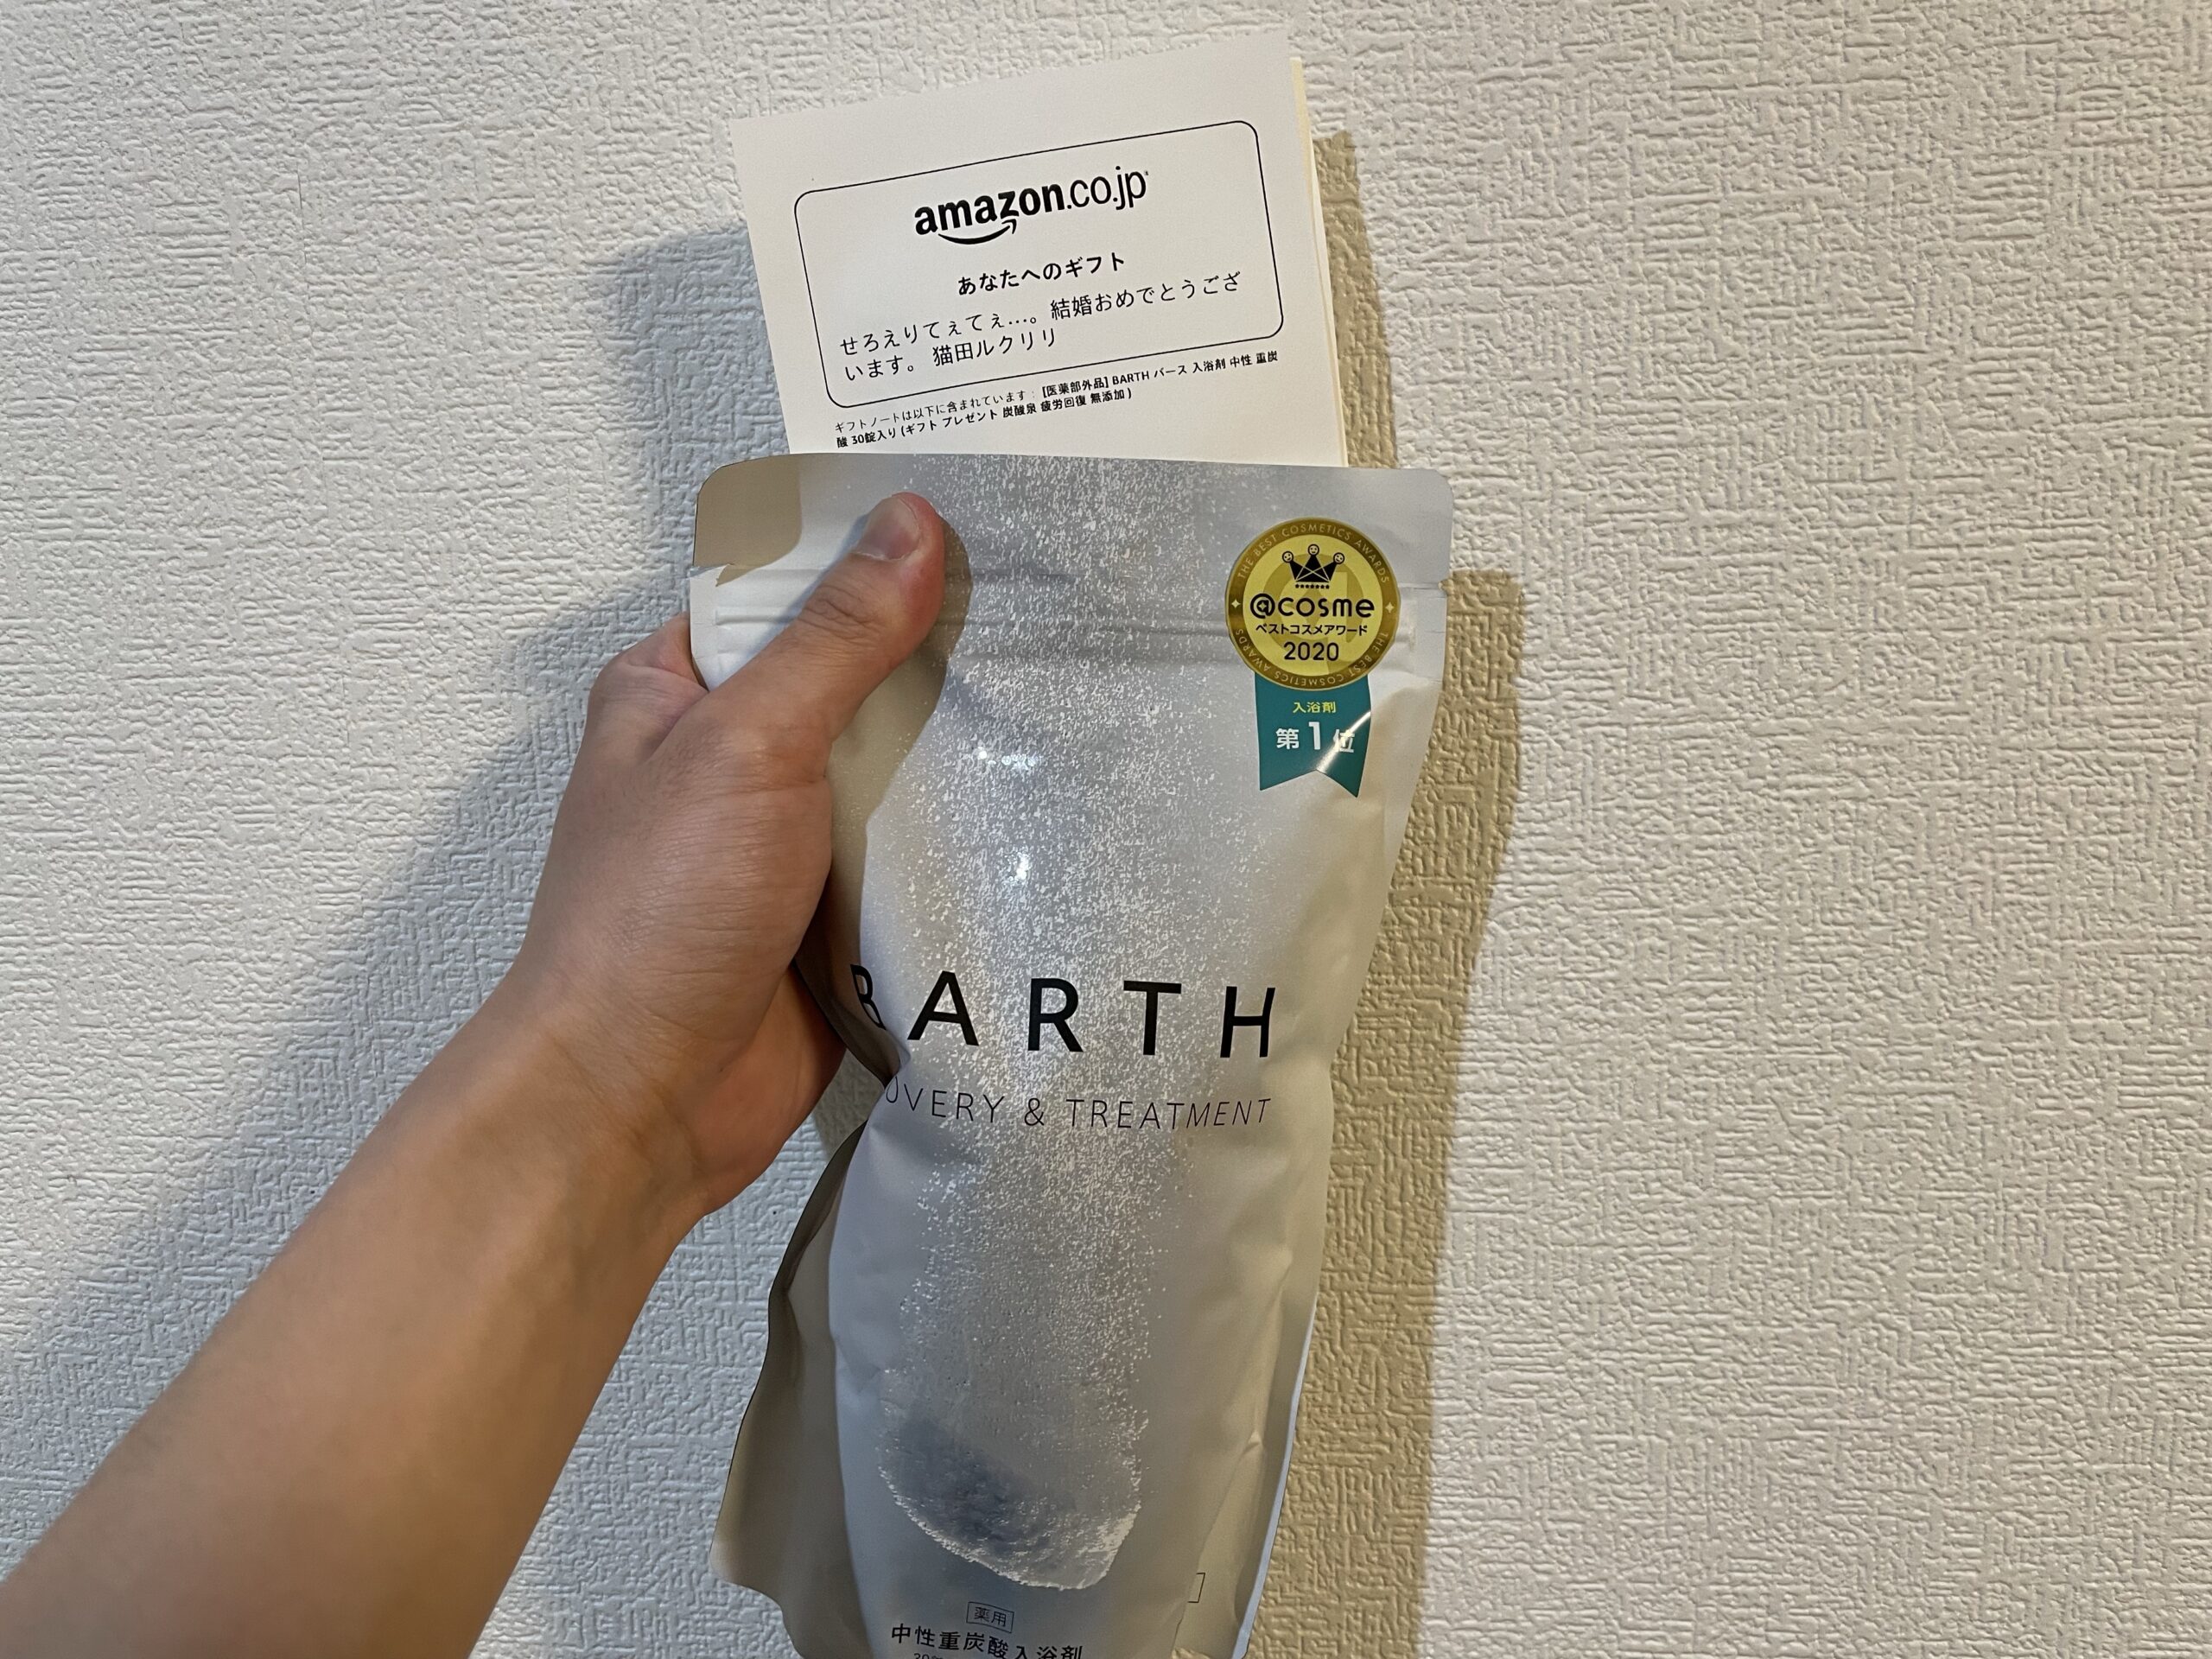 amazon.co.jp
あなたへのギフト
せろえりてぇてぇ…。結婚おめでとうござ
います。 猫田ルクリリ
ギフトノートは以下に含まれています： [医薬部外品] BARTH バース 入浴剤 中性 重炭
酸 30錠入り (ギフト プレゼント 炭酸泉 疲労回復 無添加 )
THE BEST COSMETICS AWARDS
@cosme
ベストコスメアワード
2020
THE BEST COSMETICS AWARDS
入浴剤
第1位
BARTH
OVERY & TREATMENT
薬用
中性重炭酸入浴剤